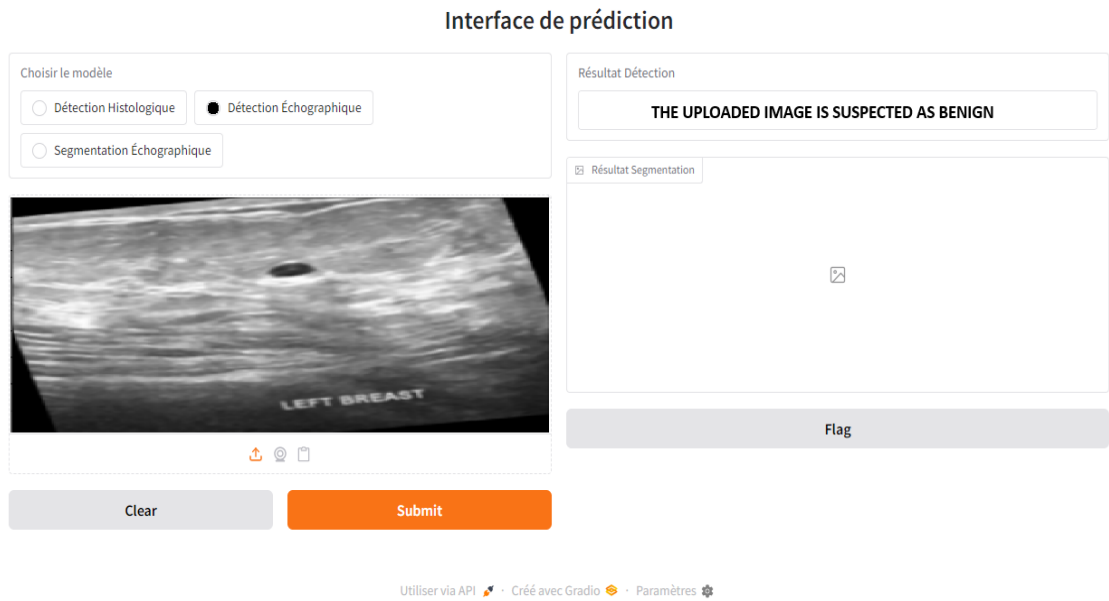 Interface de prédiction
Choisir le modèle
Détection Histologique
Détection Échographique
Segmentation Échographique
LEFT BREAST
Clear
Submit
Résultat Détection
THE UPLOADED IMAGE IS SUSPECTED AS BENIGN
Résultat Segmentation
Flag
Utiliser via API · Créé avec Gradio · Paramètres